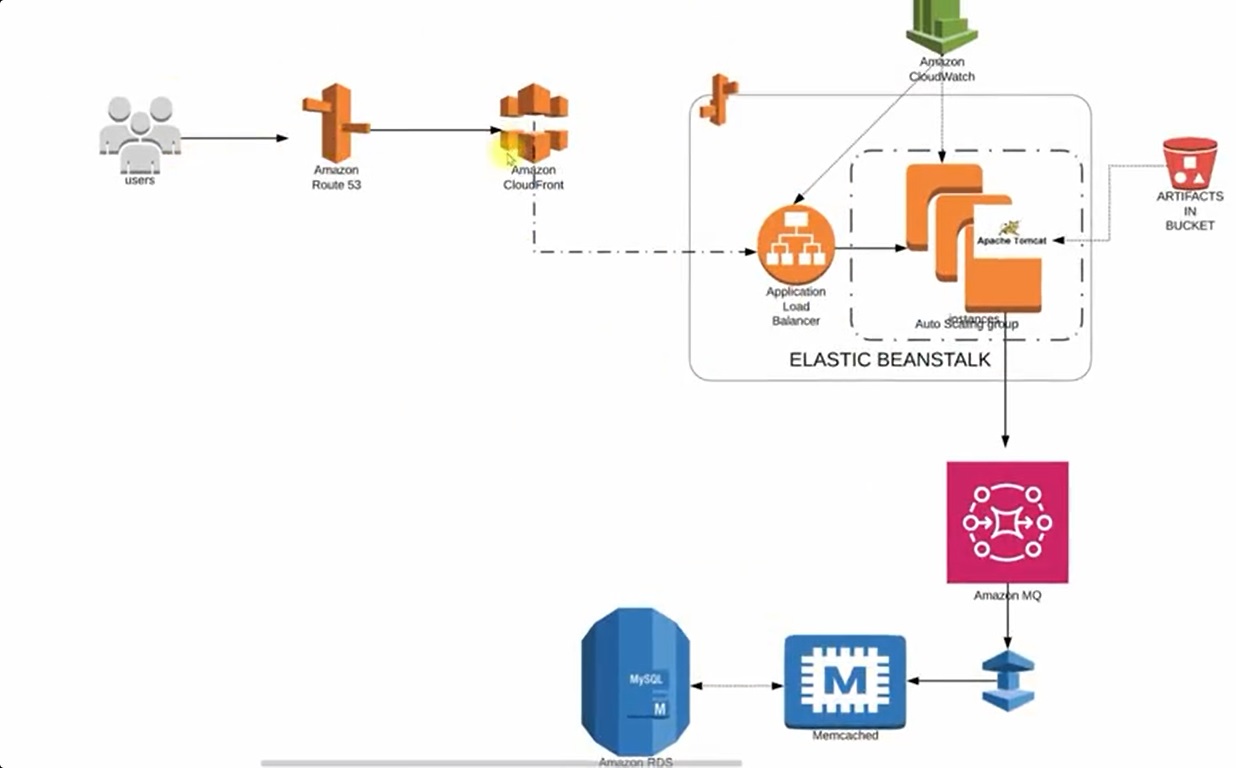 Amazon
CloudWatch
users
Amazon
Route 53
Amazon
CloudFront
ARTIFACTS
IN
BUCKET
Apache Tomcat
Application
Load
Balancer
instances
Auto Scaling group
ELASTIC BEANSTALK
Amazon MQ
MySQL
M
M
Memcached
Amazon RDS